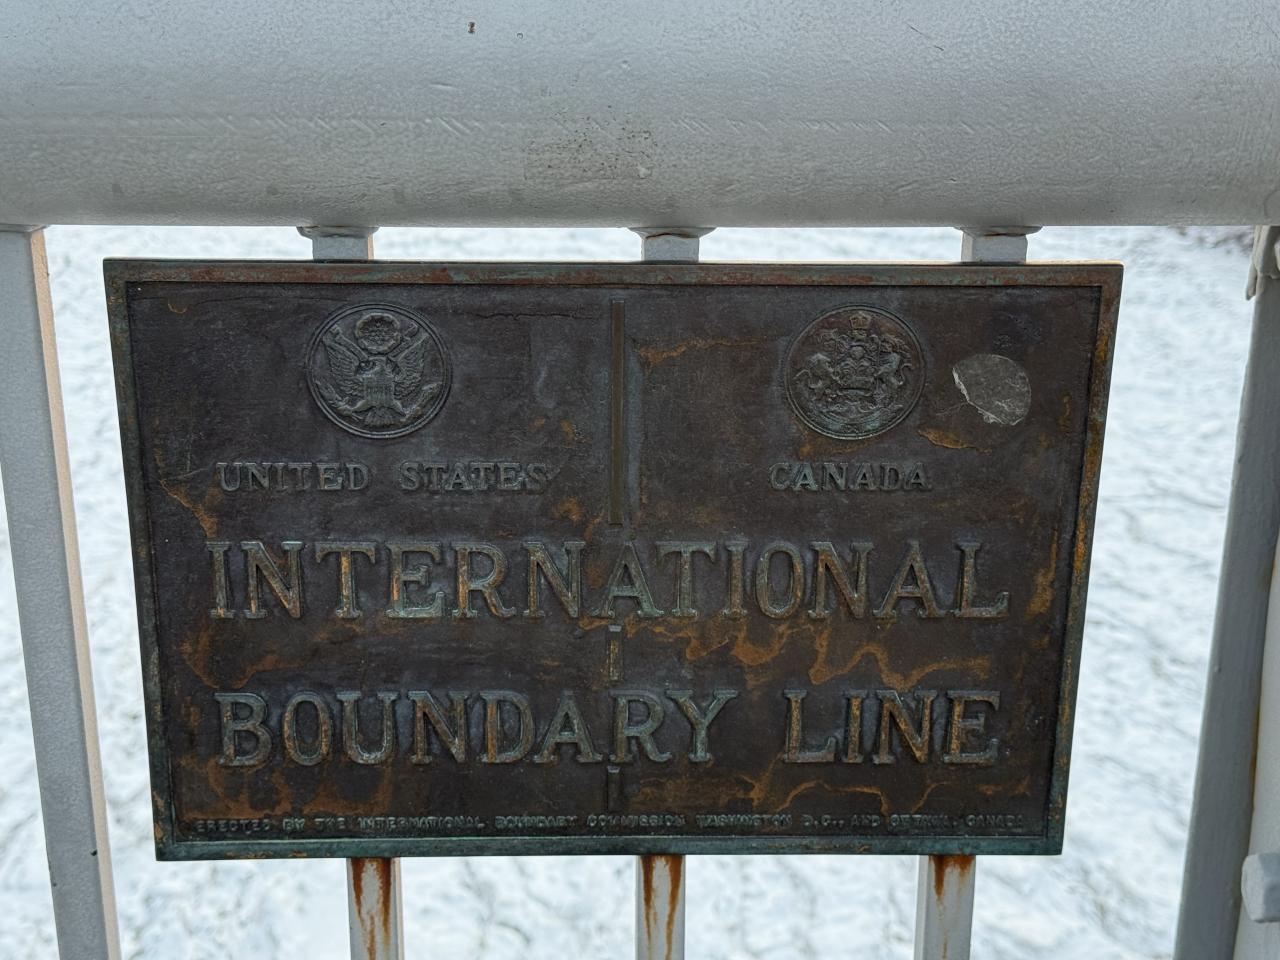 UNITED STATES
CANADA
INTERNATIONAL
BOUNDARY LINE
ERECTED BY THE INTERNATIONAL BOUNDARY COMMISSION WASHINGTON D.C., AND OTTAWA, CANADA